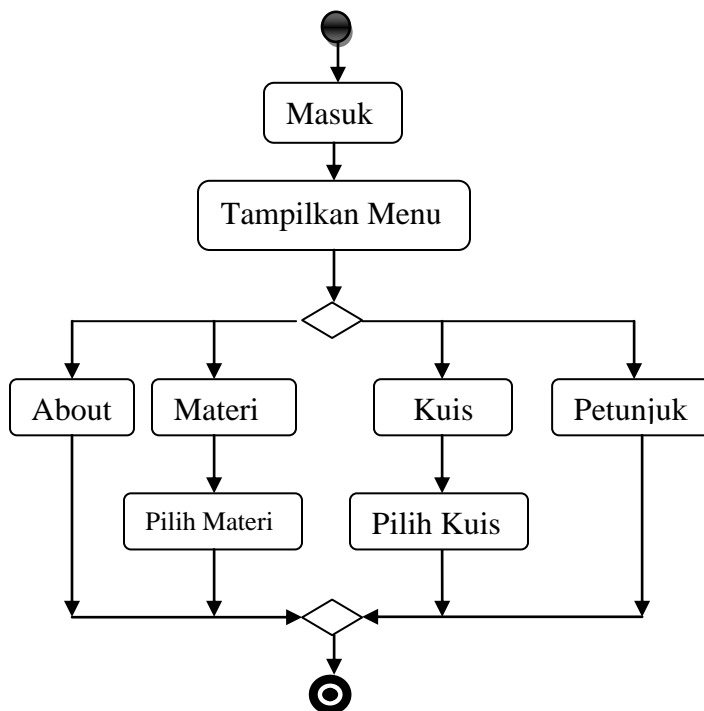 Masuk
Tampilkan Menu
About
Materi
Kuis
Petunjuk
Pilih Materi
Pilih Kuis